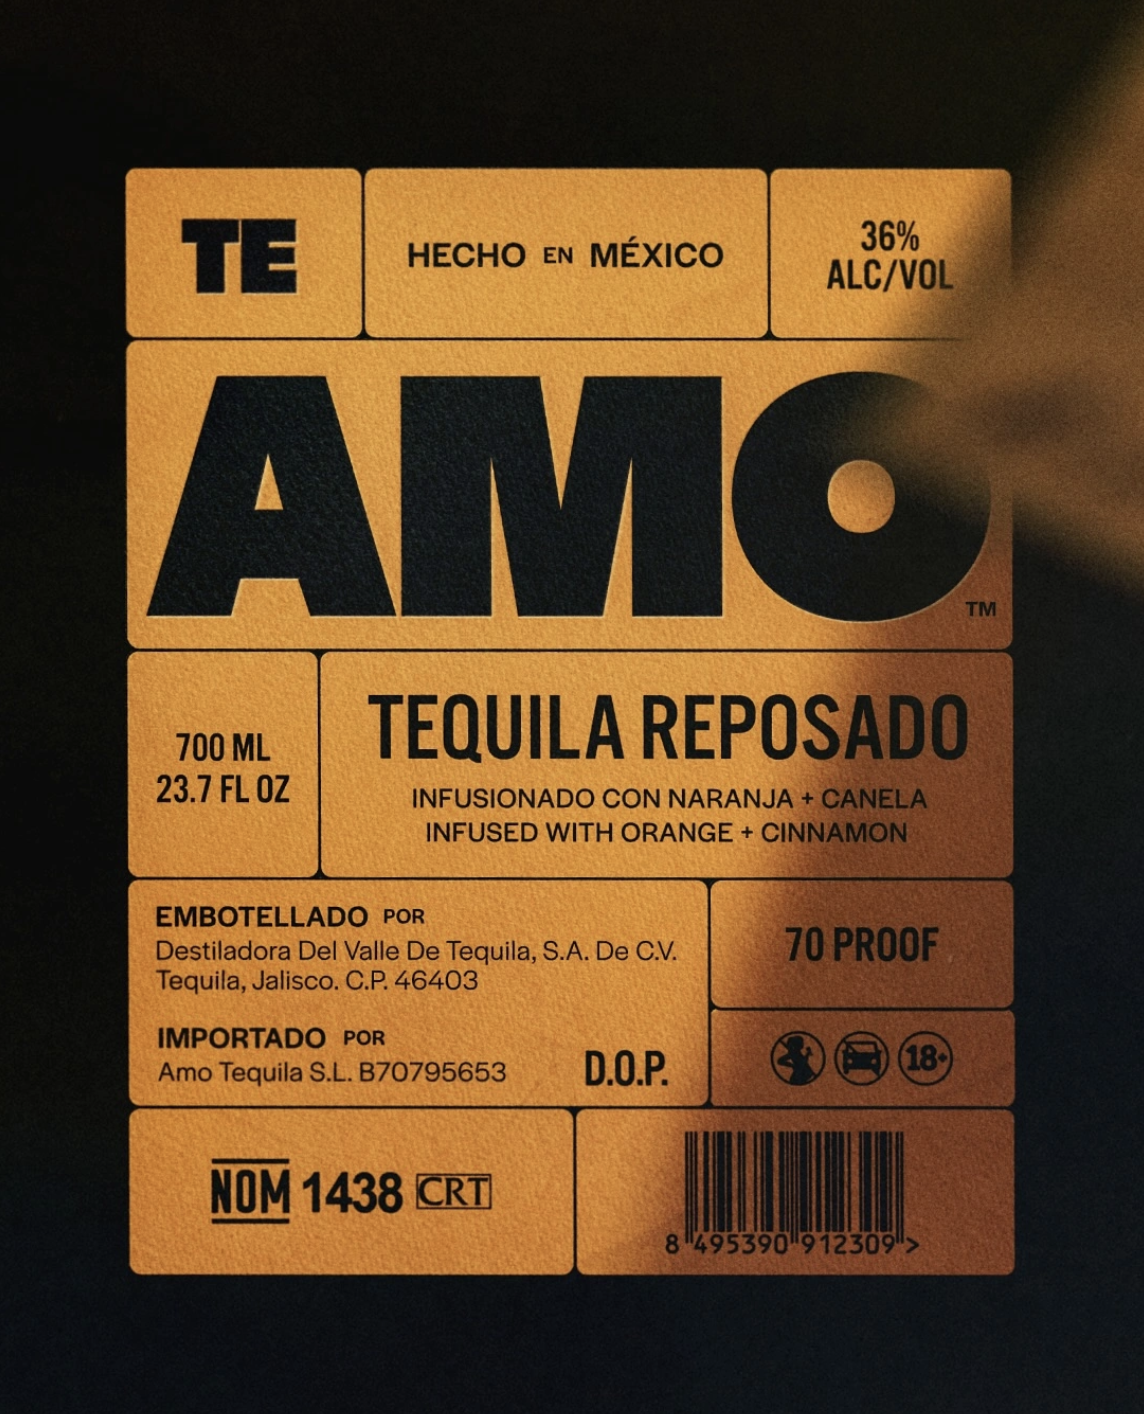 TE
HECHO EN MÉXICO
36%
ALC/VOL
AMO
TM
700 ML
23.7 FL OZ
TEQUILA REPOSADO
INFUSIONADO CON NARANJA + CANELA
INFUSED WITH ORANGE + CINNAMON
EMBOTELLADO POR
Destiladora Del Valle De Tequila, S.A. De C.V.
Tequila, Jalisco. C.P. 46403
IMPORTADO POR
Amo Tequila S.L. B70795653
D.O.P.
70 PROOF
18+
NOM 1438 CRT
8 495390 912309 >